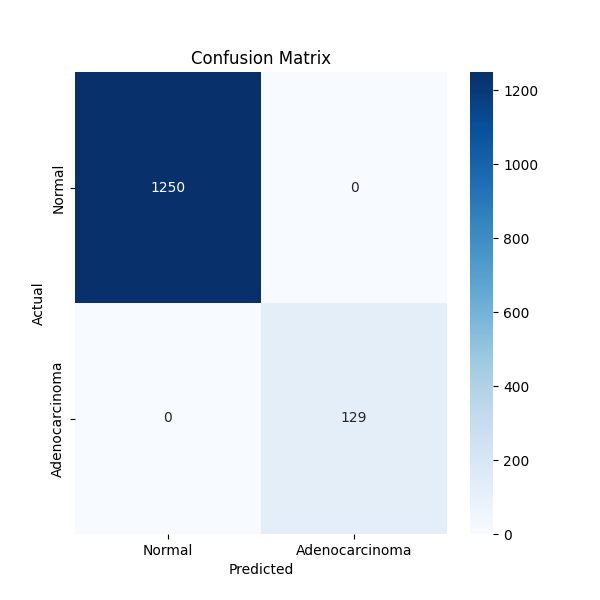 Confusion Matrix
Actual
Normal
Adenocarcinoma
1250
0
0
129
Normal
Adenocarcinoma
Predicted
1200
1000
800
600
400
200
0